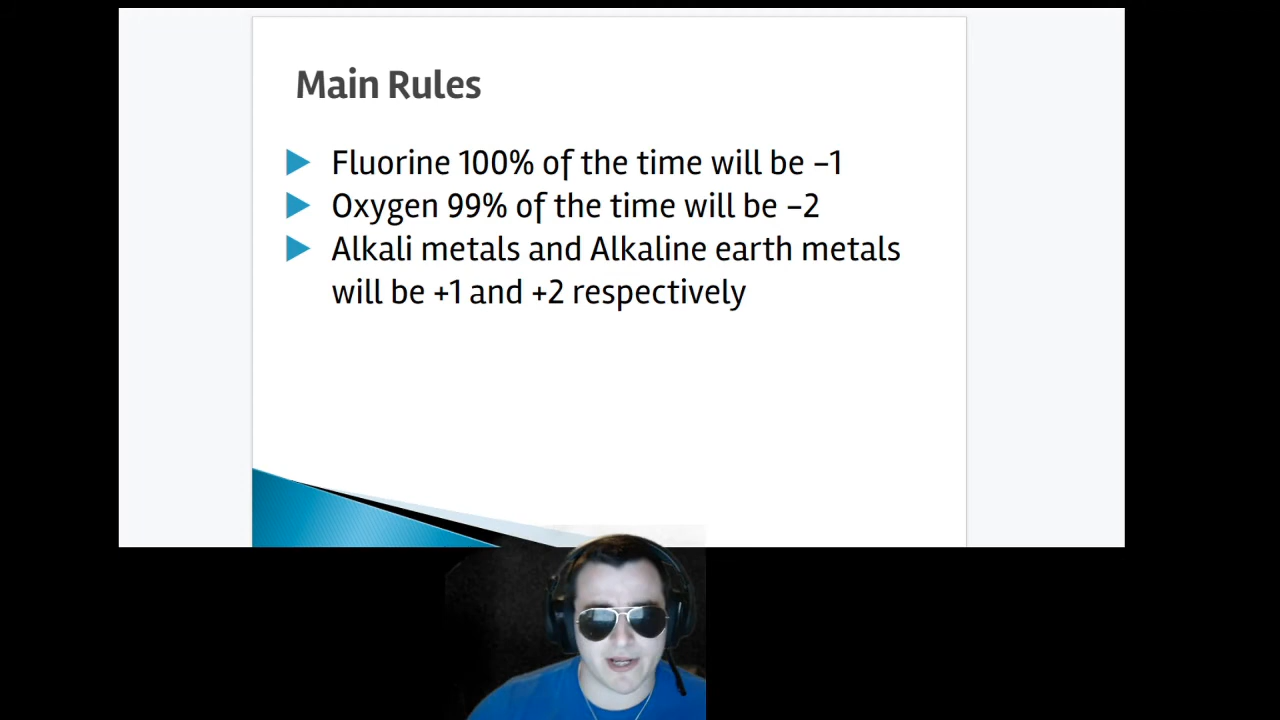 Main Rules
Fluorine 100% of the time will be −1
Oxygen 99% of the time will be −2
Alkali metals and Alkaline earth metals
will be +1 and +2 respectively